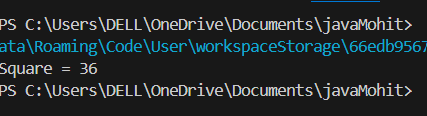 PS C:\Users\DELL\OneDrive\Documents\javaMohit>
ata\Roaming\Code\User\workspaceStorage\66edb9567
Square = 36
PS C:\Users\DELL\OneDrive\Documents\javaMohit>